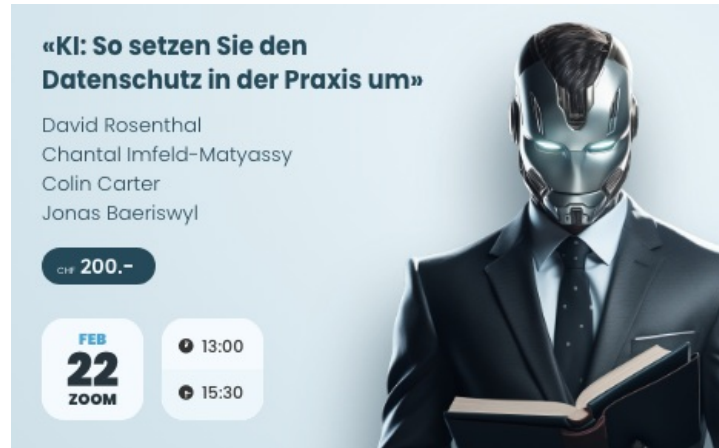 «KI: So setzen Sie den
Datenschutz in der Praxis um»
David Rosenthal
Chantal Imfeld-Matyassy
Colin Carter
Jonas Baeriswyl
CHF 200.-
FEB
22
ZOOM
13:00
15:30